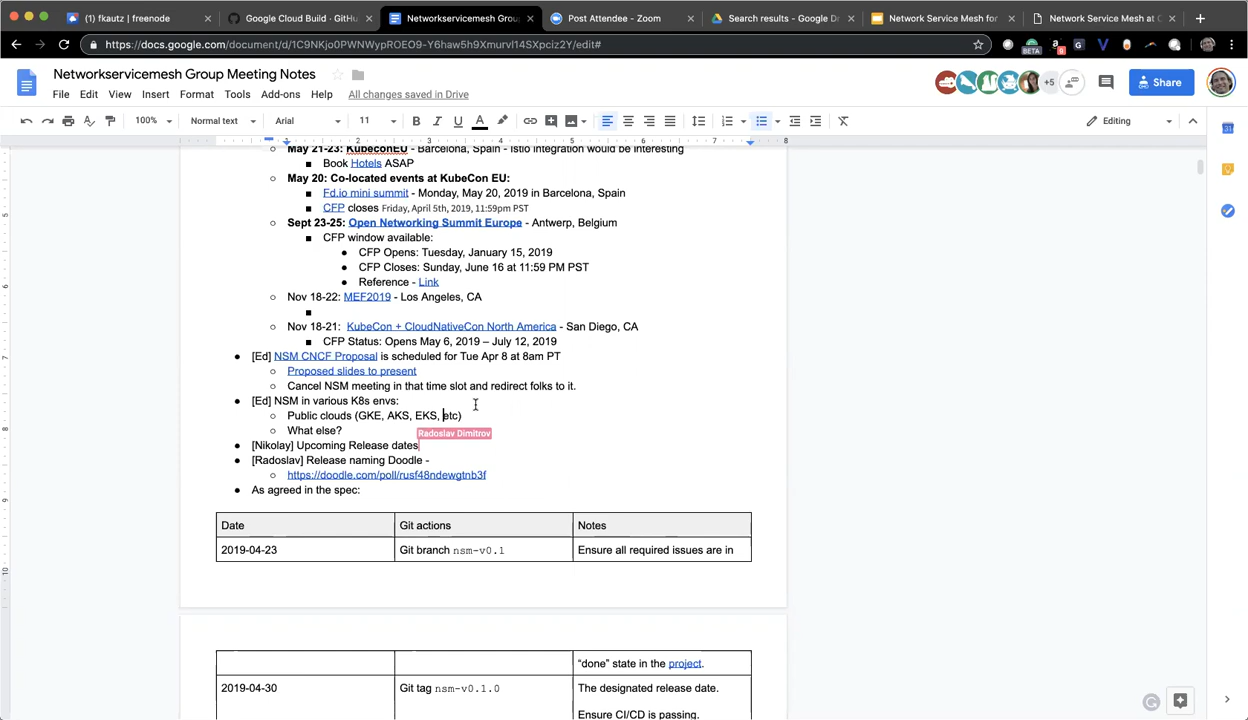 (1) fkautz | freenode
Google Cloud Build · GitHu
Networkservicemesh Group
Post Attendee - Zoom
Search results - Google Dr
Network Service Mesh for
Network Service Mesh at C
https://docs.google.com/document/d/1C9NKjo0PWNWypROEO9-Y6haw5h9Xmurvl14SXpciz2Y/edit#
BETA
Networkservicemesh Group Meeting Notes
File Edit View Insert Format Tools Add-ons Help All changes saved in Drive
+5
Share
100% Normal text Arial 11 B I U A Editing
May 21-23: KubeconEU - Barcelona, Spain - Istio integration would be interesting
Book Hotels ASAP
May 20: Co-located events at KubeCon EU:
Fd.io mini summit - Monday, May 20, 2019 in Barcelona, Spain
CFP closes Friday, April 5th, 2019, 11:59pm PST
Sept 23-25: Open Networking Summit Europe - Antwerp, Belgium
CFP window available:
CFP Opens: Tuesday, January 15, 2019
CFP Closes: Sunday, June 16 at 11:59 PM PST
Reference - Link
Nov 18-22: MEF2019 - Los Angeles, CA
Nov 18-21: KubeCon + CloudNativeCon North America - San Diego, CA
CFP Status: Opens May 6, 2019 – July 12, 2019
[Ed] NSM CNCF Proposal is scheduled for Tue Apr 8 at 8am PT
Proposed slides to present
Cancel NSM meeting in that time slot and redirect folks to it.
[Ed] NSM in various K8s envs:
Public clouds (GKE, AKS, EKS, etc)
What else?
Radoslav Dimitrov
[Nikolay] Upcoming Release dates
[Radoslav] Release naming Doodle -
https://doodle.com/poll/rusf48ndewgtnb3f
As agreed in the spec:
Date Git actions Notes
2019-04-23 Git branch nsm-v0.1 Ensure all required issues are in
“done” state in the project.
2019-04-30 Git tag nsm-v0.1.0 The designated release date.
Ensure CI/CD is passing.